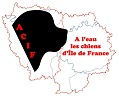 A C I F
A l'eau
les chiens
d'Île de France